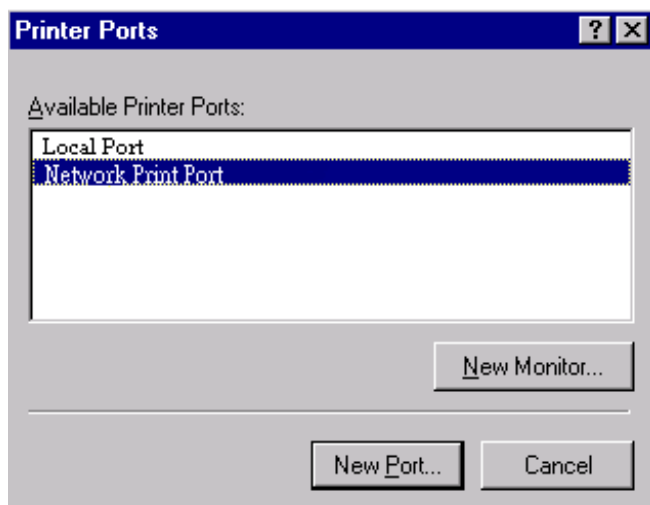 Printer Ports
Available Printer Ports:
Local Port
Network Print Port
New Monitor...
New Port...
Cancel